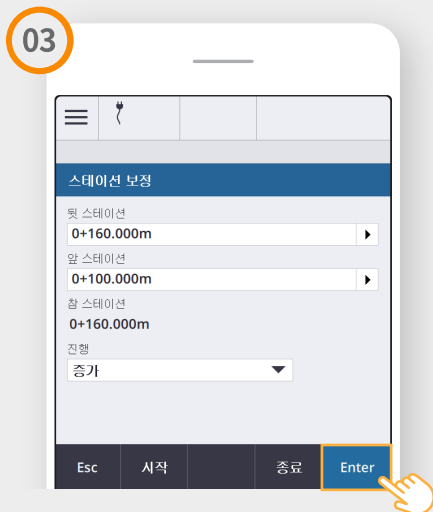 03
스테이션 보정
뒷 스테이션
0+160.000m
앞 스테이션
0+100.000m
참 스테이션
0+160.000m
진행
증가
Esc 시작 종료 Enter